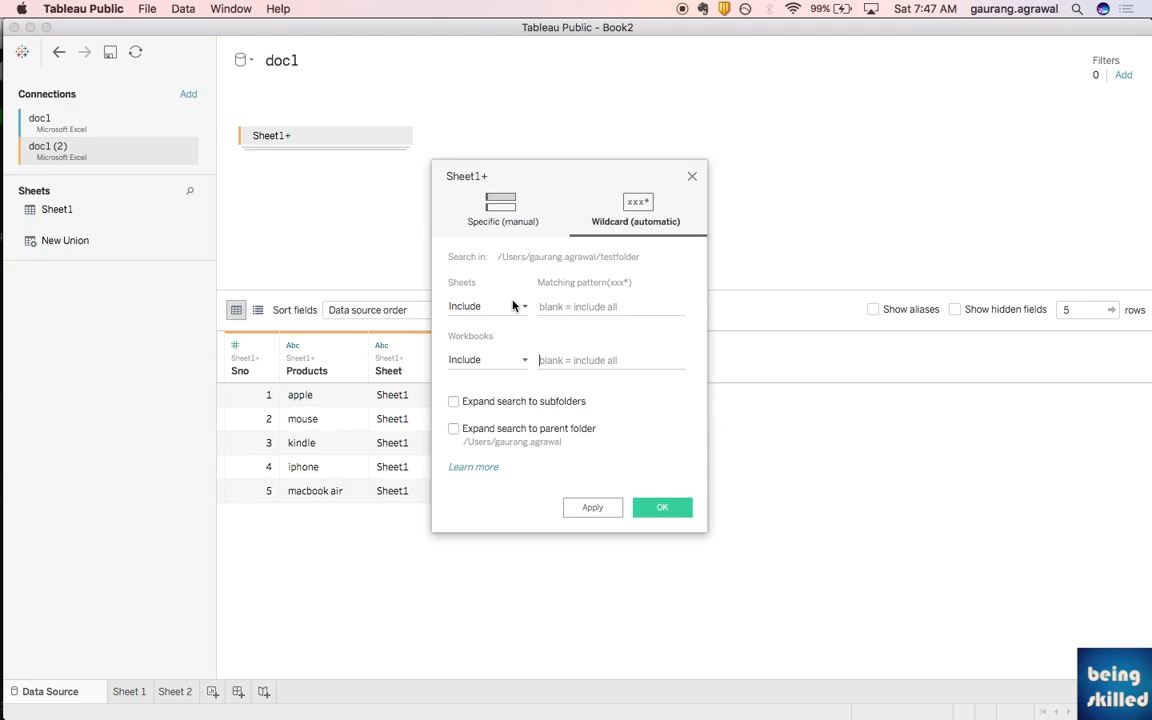 Tableau Public File Data Window Help 99% Sat 7:47 AM gaurang.agrawal
Tableau Public - Book2
doc1
Filters
0 Add
Connections Add
doc1
Microsoft Excel
doc1 (2)
Microsoft Excel
Sheets
Sheet1
New Union
Sheet1+
Sheet1+
Specific (manual)
xxx*
Wildcard (automatic)
Search in: /Users/gaurang.agrawal/testfolder
Sheets Matching pattern(xxx*)
Include blank = include all
Workbooks
Include blank = include all
Expand search to subfolders
Expand search to parent folder
/Users/gaurang.agrawal
Learn more
Apply OK
Sort fields Data source order Show aliases Show hidden fields 5 rows
# Abc Abc
Sheet1+ Sheet1+ Sheet1+
Sno Products Sheet
1 apple Sheet1
2 mouse Sheet1
3 kindle Sheet1
4 iphone Sheet1
5 macbook air Sheet1
Data Source Sheet 1 Sheet 2
being
skilled